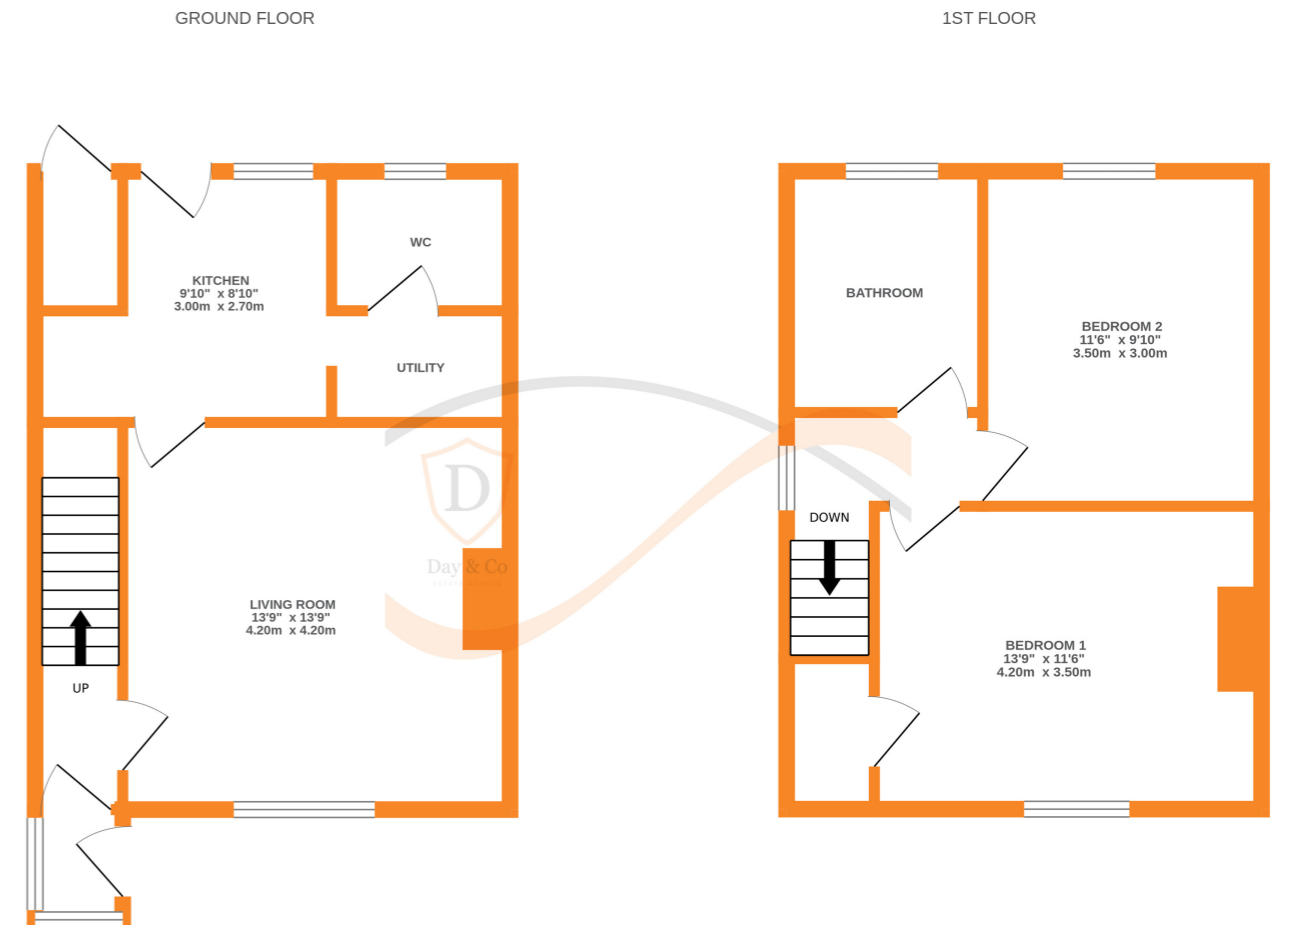 GROUND FLOOR
KITCHEN
9'10" x 8'10"
3.00m x 2.70m
WC
UTILITY
LIVING ROOM
13'9" x 13'9"
4.20m x 4.20m
UP
D
Day & Co
1ST FLOOR
BATHROOM
BEDROOM 2
11'6" x 9'10"
3.50m x 3.00m
DOWN
BEDROOM 1
13'9" x 11'6"
4.20m x 3.50m